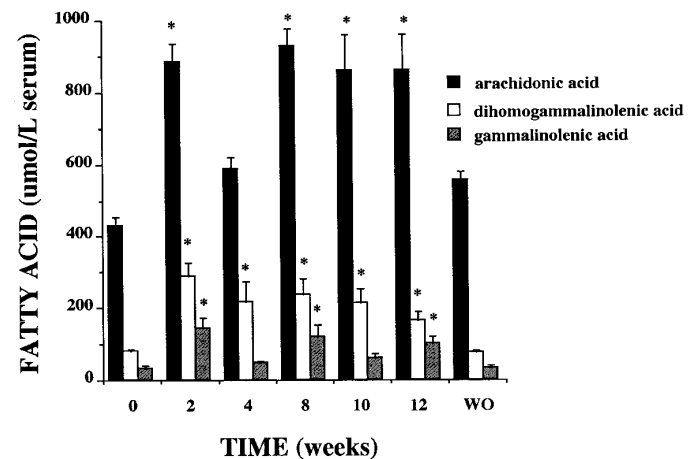 FATTY ACID (umol/L serum)
1000
800
600
400
200
0
* * * *
* * * * *
* * *
arachidonic acid
dihomogammalinolenic acid
gammalinolenic acid
0 2 4 8 10 12 WO
TIME (weeks)